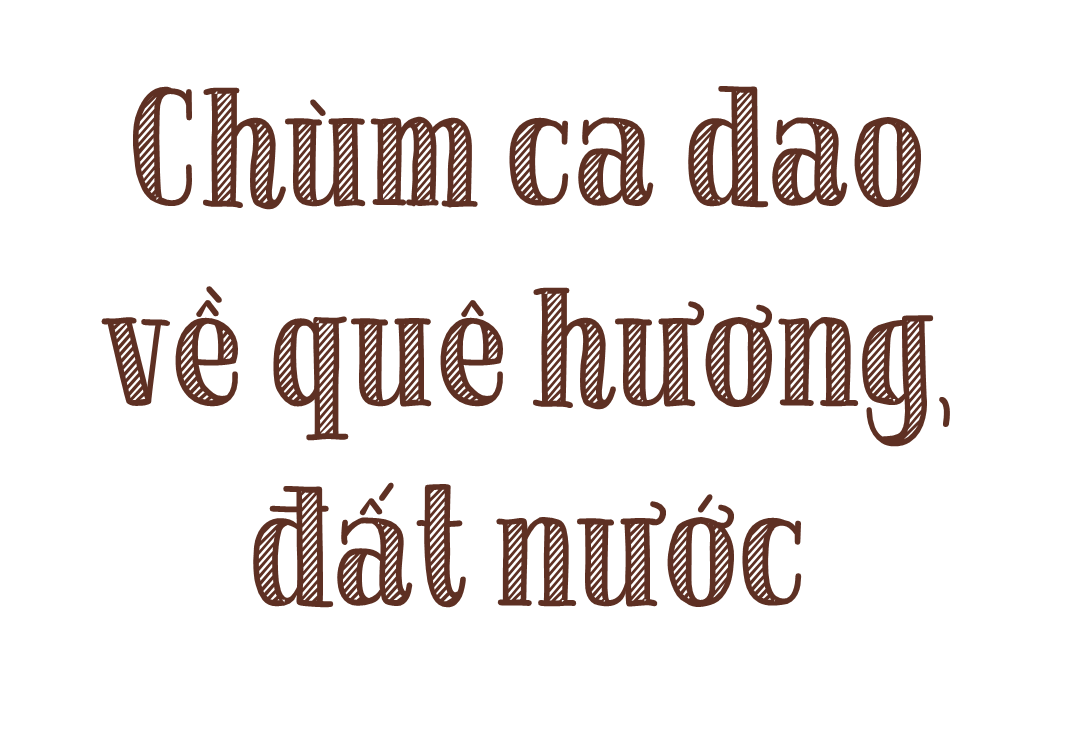 Chùm ca dao
về quê hương,
đất nước